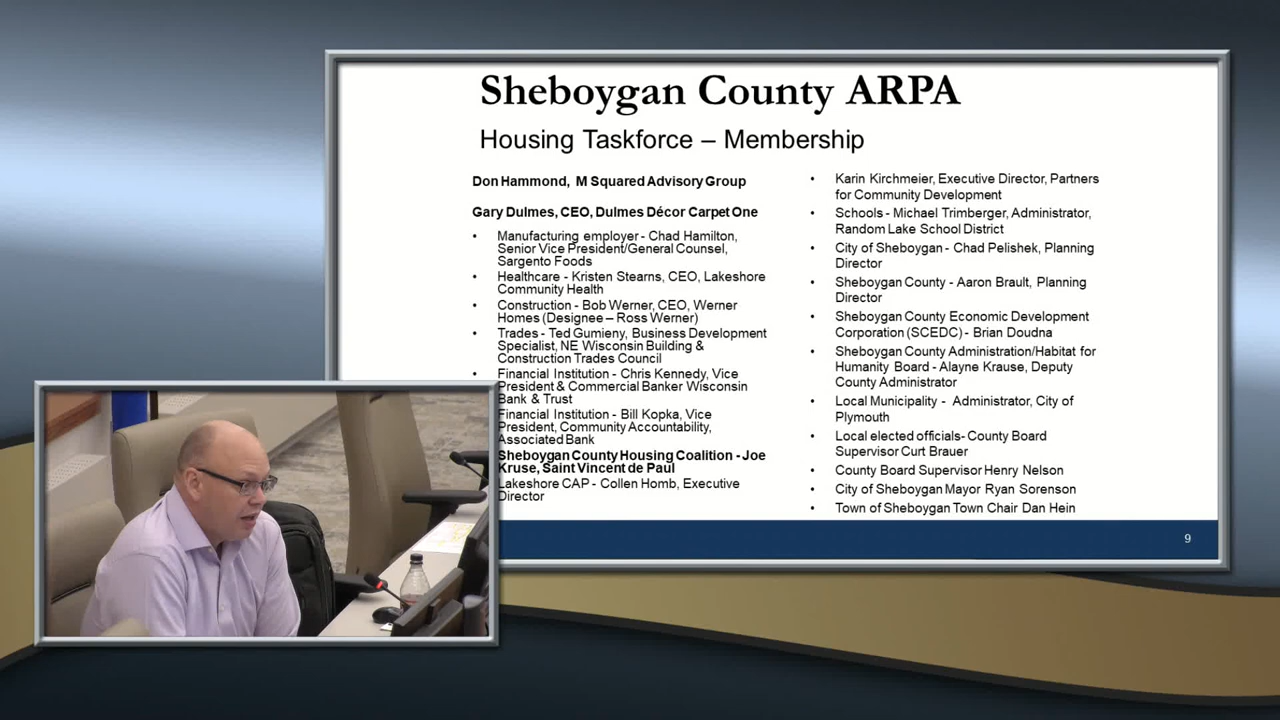 Sheboygan County ARPA
Housing Taskforce – Membership
Don Hammond, M Squared Advisory Group
Gary Dulmes, CEO, Dulmes Décor Carpet One
• Manufacturing employer - Chad Hamilton,
Senior Vice President/General Counsel,
Sargento Foods
• Healthcare - Kristen Stearns, CEO, Lakeshore
Community Health
• Construction - Bob Werner, CEO, Werner
Homes (Designee – Ross Werner)
• Trades - Ted Gumieny, Business Development
Specialist, NE Wisconsin Building &
Construction Trades Council
• Financial Institution - Chris Kennedy, Vice
President & Commercial Banker Wisconsin
Bank & Trust
Financial Institution - Bill Kopka, Vice
President, Community Accountability,
Associated Bank
Sheboygan County Housing Coalition - Joe
Kruse, Saint Vincent de Paul
Lakeshore CAP - Collen Homb, Executive
Director
• Karin Kirchmeier, Executive Director, Partners
for Community Development
• Schools - Michael Trimberger, Administrator,
Random Lake School District
• City of Sheboygan - Chad Pelishek, Planning
Director
• Sheboygan County - Aaron Brault, Planning
Director
• Sheboygan County Economic Development
Corporation (SCEDC) - Brian Doudna
• Sheboygan County Administration/Habitat for
Humanity Board - Alayne Krause, Deputy
County Administrator
• Local Municipality - Administrator, City of
Plymouth
• Local elected officials- County Board
Supervisor Curt Brauer
• County Board Supervisor Henry Nelson
• City of Sheboygan Mayor Ryan Sorenson
• Town of Sheboygan Town Chair Dan Hein
9